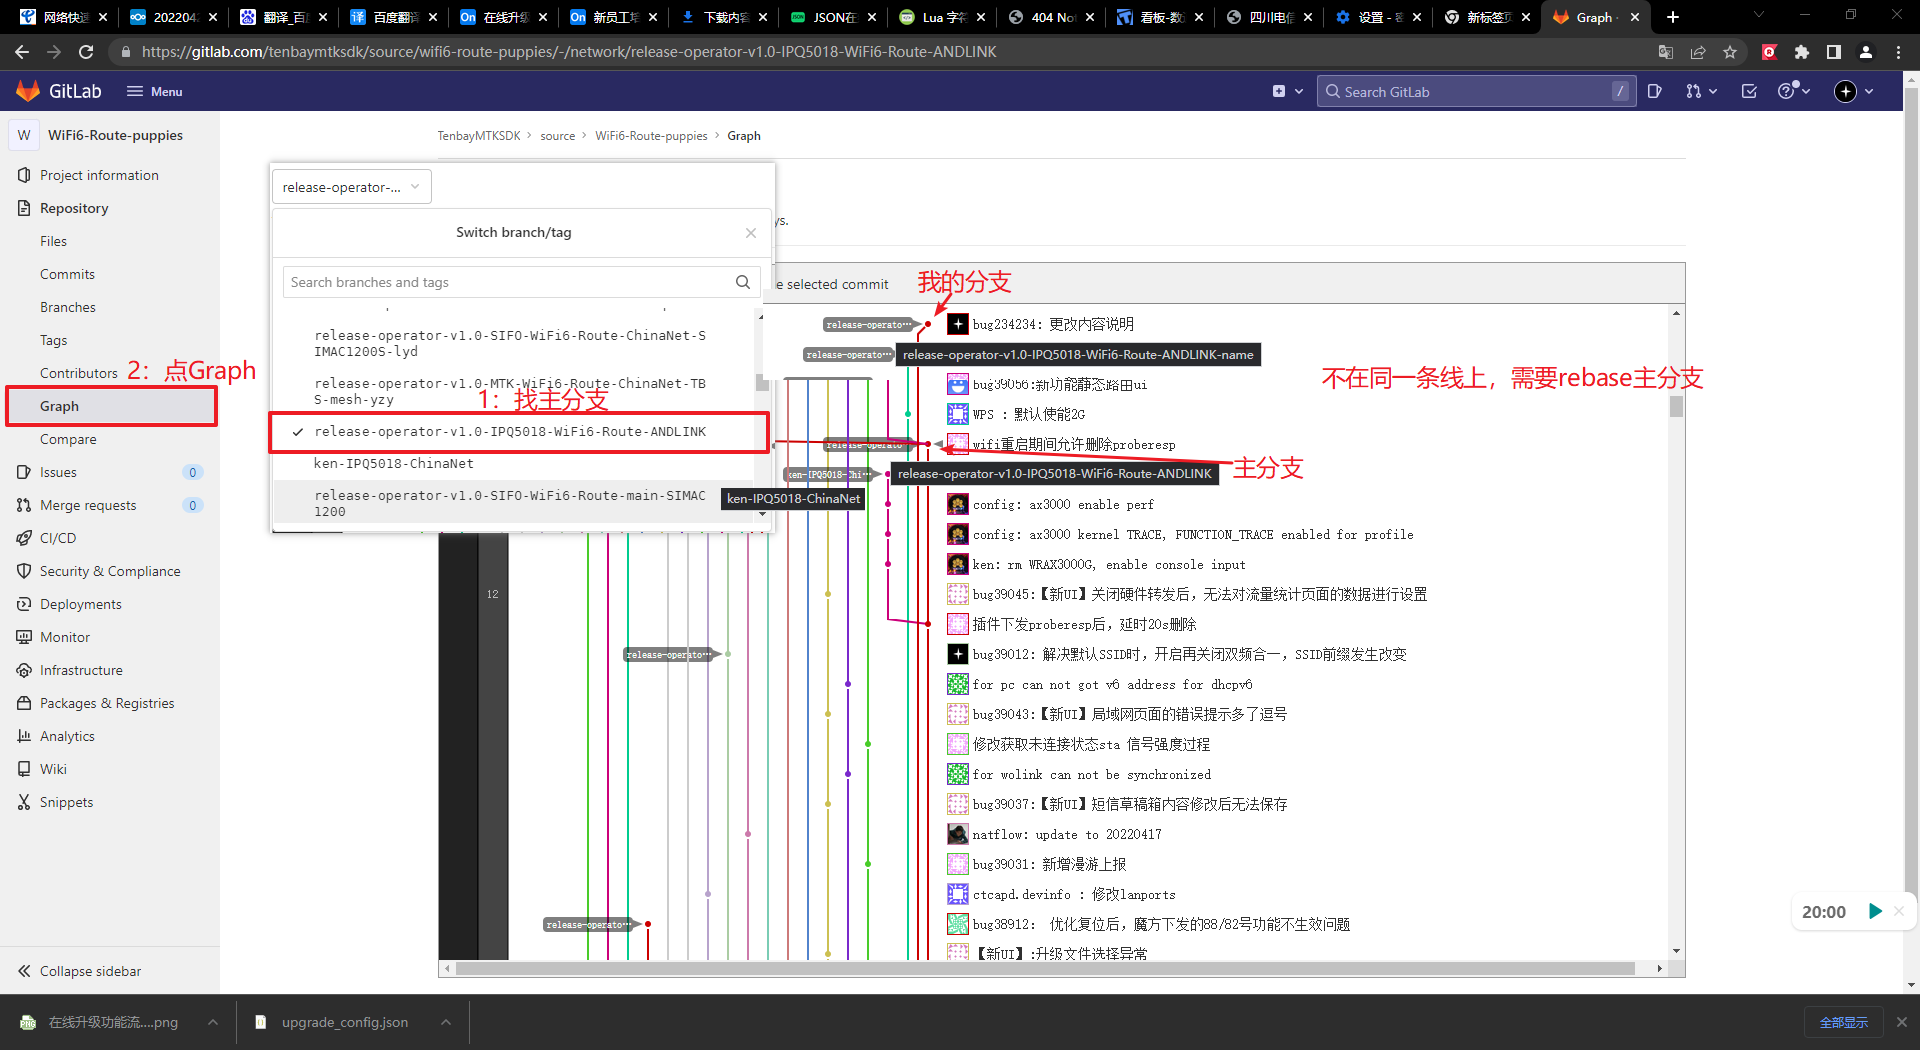 网络快速
2022042
翻译_百度
百度翻译
在线升级
新员工培
下载内容
JSON在
Lua 字符
404 Not
看板-数
四川电信
设置 - 密
新标签页
Graph ·
https://gitlab.com/tenbaymtksdk/source/wifi6-route-puppies/-/network/release-operator-v1.0-IPQ5018-WiFi6-Route-ANDLINK
GitLab
Menu
Search GitLab
/
W
WiFi6-Route-puppies
Project information
Repository
Files
Commits
Branches
Tags
Contributors
2：点Graph
Graph
Compare
Issues 0
Merge requests 0
CI/CD
Security & Compliance
Deployments
Monitor
Infrastructure
Packages & Registries
Analytics
Wiki
Snippets
Collapse sidebar
TenbayMTKSDK › source › WiFi6-Route-puppies › Graph
release-operator-...
ys.
Switch branch/tag
Search branches and tags
release-operator-v1.0-SIFO-WiFi6-Route-ChinaNet-S
IMAC1200S-lyd
release-operator-v1.0-MTK-WiFi6-Route-ChinaNet-TB
S-mesh-yzy
1：找主分支
release-operator-v1.0-IPQ5018-WiFi6-Route-ANDLINK
ken-IPQ5018-ChinaNet
release-operator-v1.0-SIFO-WiFi6-Route-main-SIMAC
1200
ken-IPQ5018-ChinaNet
e selected commit
我的分支
release-operato…
bug234234: 更改内容说明
release-operato…
release-operator-v1.0-IPQ5018-WiFi6-Route-ANDLINK-name
不在同一条线上，需要rebase主分支
bug39056:新功能静态路由ui
WPS : 默认使能2G
release-operato…
wifi重启期间允许删除proberesp
主分支
ken-IPQ5018-Chi…
release-operator-v1.0-IPQ5018-WiFi6-Route-ANDLINK
config: ax3000 enable perf
config: ax3000 kernel TRACE, FUNCTION_TRACE enabled for profile
ken: rm WRAX3000G, enable console input
12
bug39045:【新UI】关闭硬件转发后，无法对流量统计页面的数据进行设置
插件下发proberesp后，延时20s删除
release-operato…
bug39012: 解决默认SSID时，开启再关闭双频合一，SSID前缀发生改变
for pc can not got v6 address for dhcpv6
bug39043:【新UI】局域网页面的错误提示多了逗号
修改获取未连接状态sta 信号强度过程
for wolink can not be synchronized
bug39037:【新UI】短信草稿箱内容修改后无法保存
natflow: update to 20220417
bug39031: 新增漫游上报
ctcapd.devinfo : 修改lanports
release-operato…
bug38912: 优化复位后，魔方下发的88/82号功能不生效问题
【新UI】:升级文件选择异常
20:00
在线升级功能流....png
upgrade_config.json
全部显示